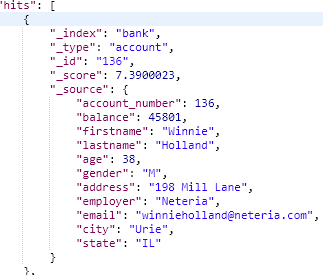 "hits": [
{
"_index": "bank",
"_type": "account",
"_id": "136",
"_score": 7.3900023,
"_source": {
"account_number": 136,
"balance": 45801,
"firstname": "Winnie",
"lastname": "Holland",
"age": 38,
"gender": "M",
"address": "198 Mill Lane",
"employer": "Neteria",
"email": "winnieholland@neteria.com",
"city": "Urie",
"state": "IL"
}
},